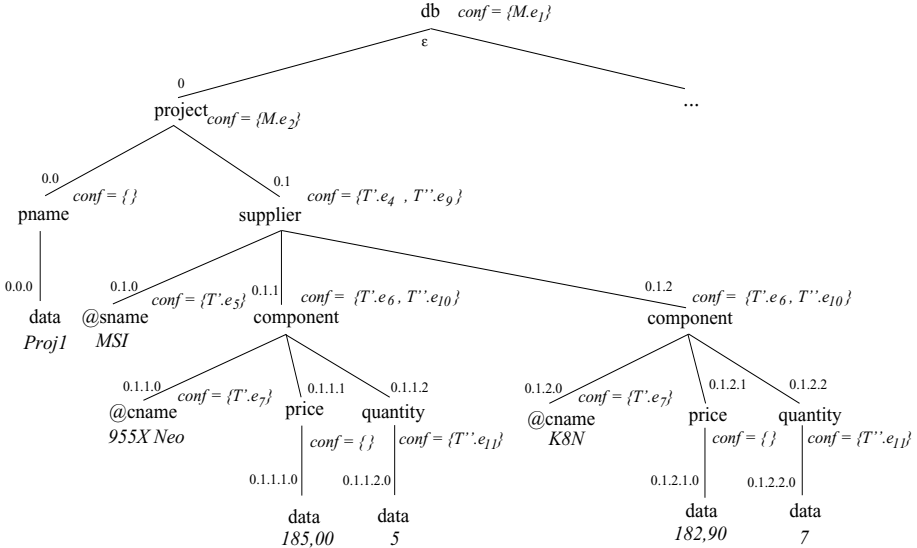 db conf = {M.e1}
ε
0
project conf = {M.e2}
...
0.0 conf = { }
pname
0.1 conf = {T'.e4 , T''.e9}
supplier
0.0.0
data
Proj1
0.1.0 conf = {T'.e5}
@sname
MSI
0.1.1 conf = {T'.e6 , T''.e10}
component
0.1.2 conf = {T'.e6 , T''.e10}
component
0.1.1.0 conf = {T'.e7}
@cname
955X Neo
0.1.1.1
price
conf = { }
0.1.1.2
quantity
conf = {T''.e11}
0.1.2.0 conf = {T'.e7}
@cname
K8N
0.1.2.1
price
conf = { }
0.1.2.2
quantity
conf = {T''.e11}
0.1.1.1.0
data
185,00
0.1.1.2.0
data
5
0.1.2.1.0
data
182,90
0.1.2.2.0
data
7